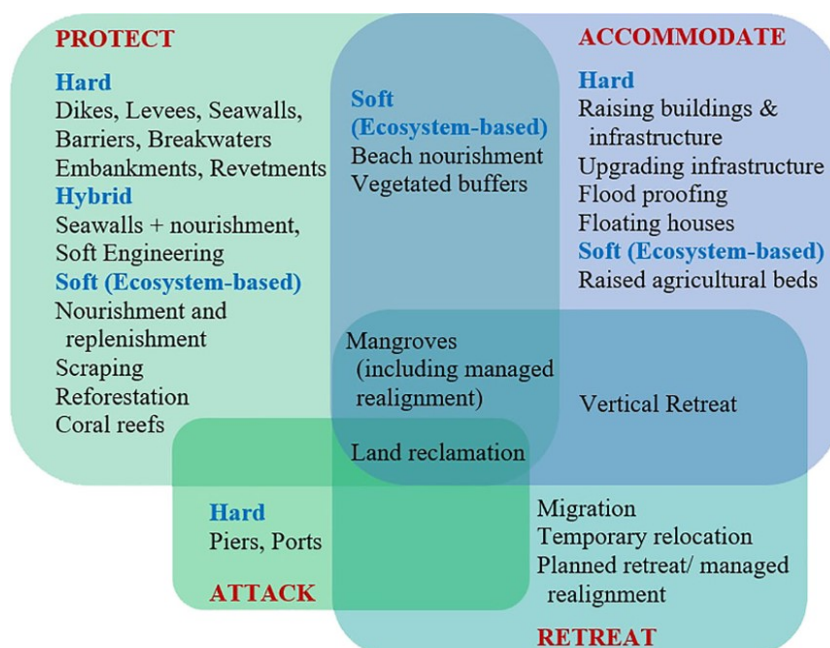 PROTECT
Hard
Dikes, Levees, Seawalls,
Barriers, Breakwaters
Embankments, Revetments
Hybrid
Seawalls + nourishment,
Soft Engineering
Soft (Ecosystem-based)
Nourishment and
replenishment
Scraping
Reforestation
Coral reefs
Soft
(Ecosystem-based)
Beach nourishment
Vegetated buffers
ACCOMMODATE
Hard
Raising buildings &
infrastructure
Upgrading infrastructure
Flood proofing
Floating houses
Soft (Ecosystem-based)
Raised agricultural beds
Mangroves
(including managed
realignment)
Vertical Retreat
Land reclamation
Hard
Piers, Ports
ATTACK
Migration
Temporary relocation
Planned retreat/ managed
realignment
RETREAT